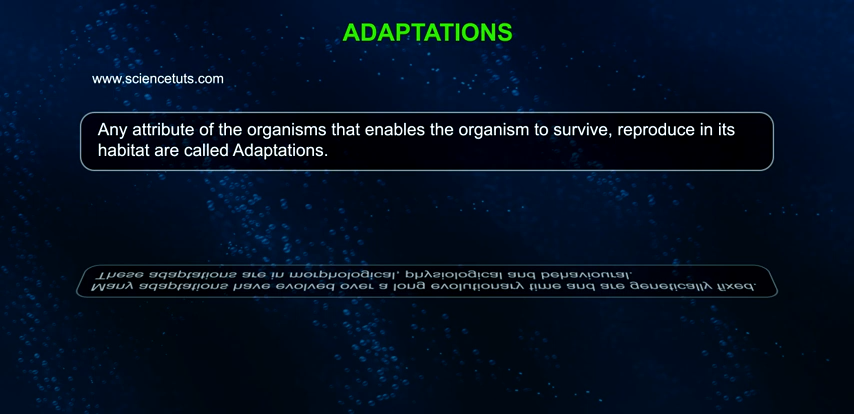 ADAPTATIONS
www.sciencetuts.com
Any attribute of the organisms that enables the organism to survive, reproduce in its
habitat are called Adaptations.
Many adaptations have evolved over a long evolutionary time and are genetically fixed.
These adaptations are in morphological, physiological and behavioural.